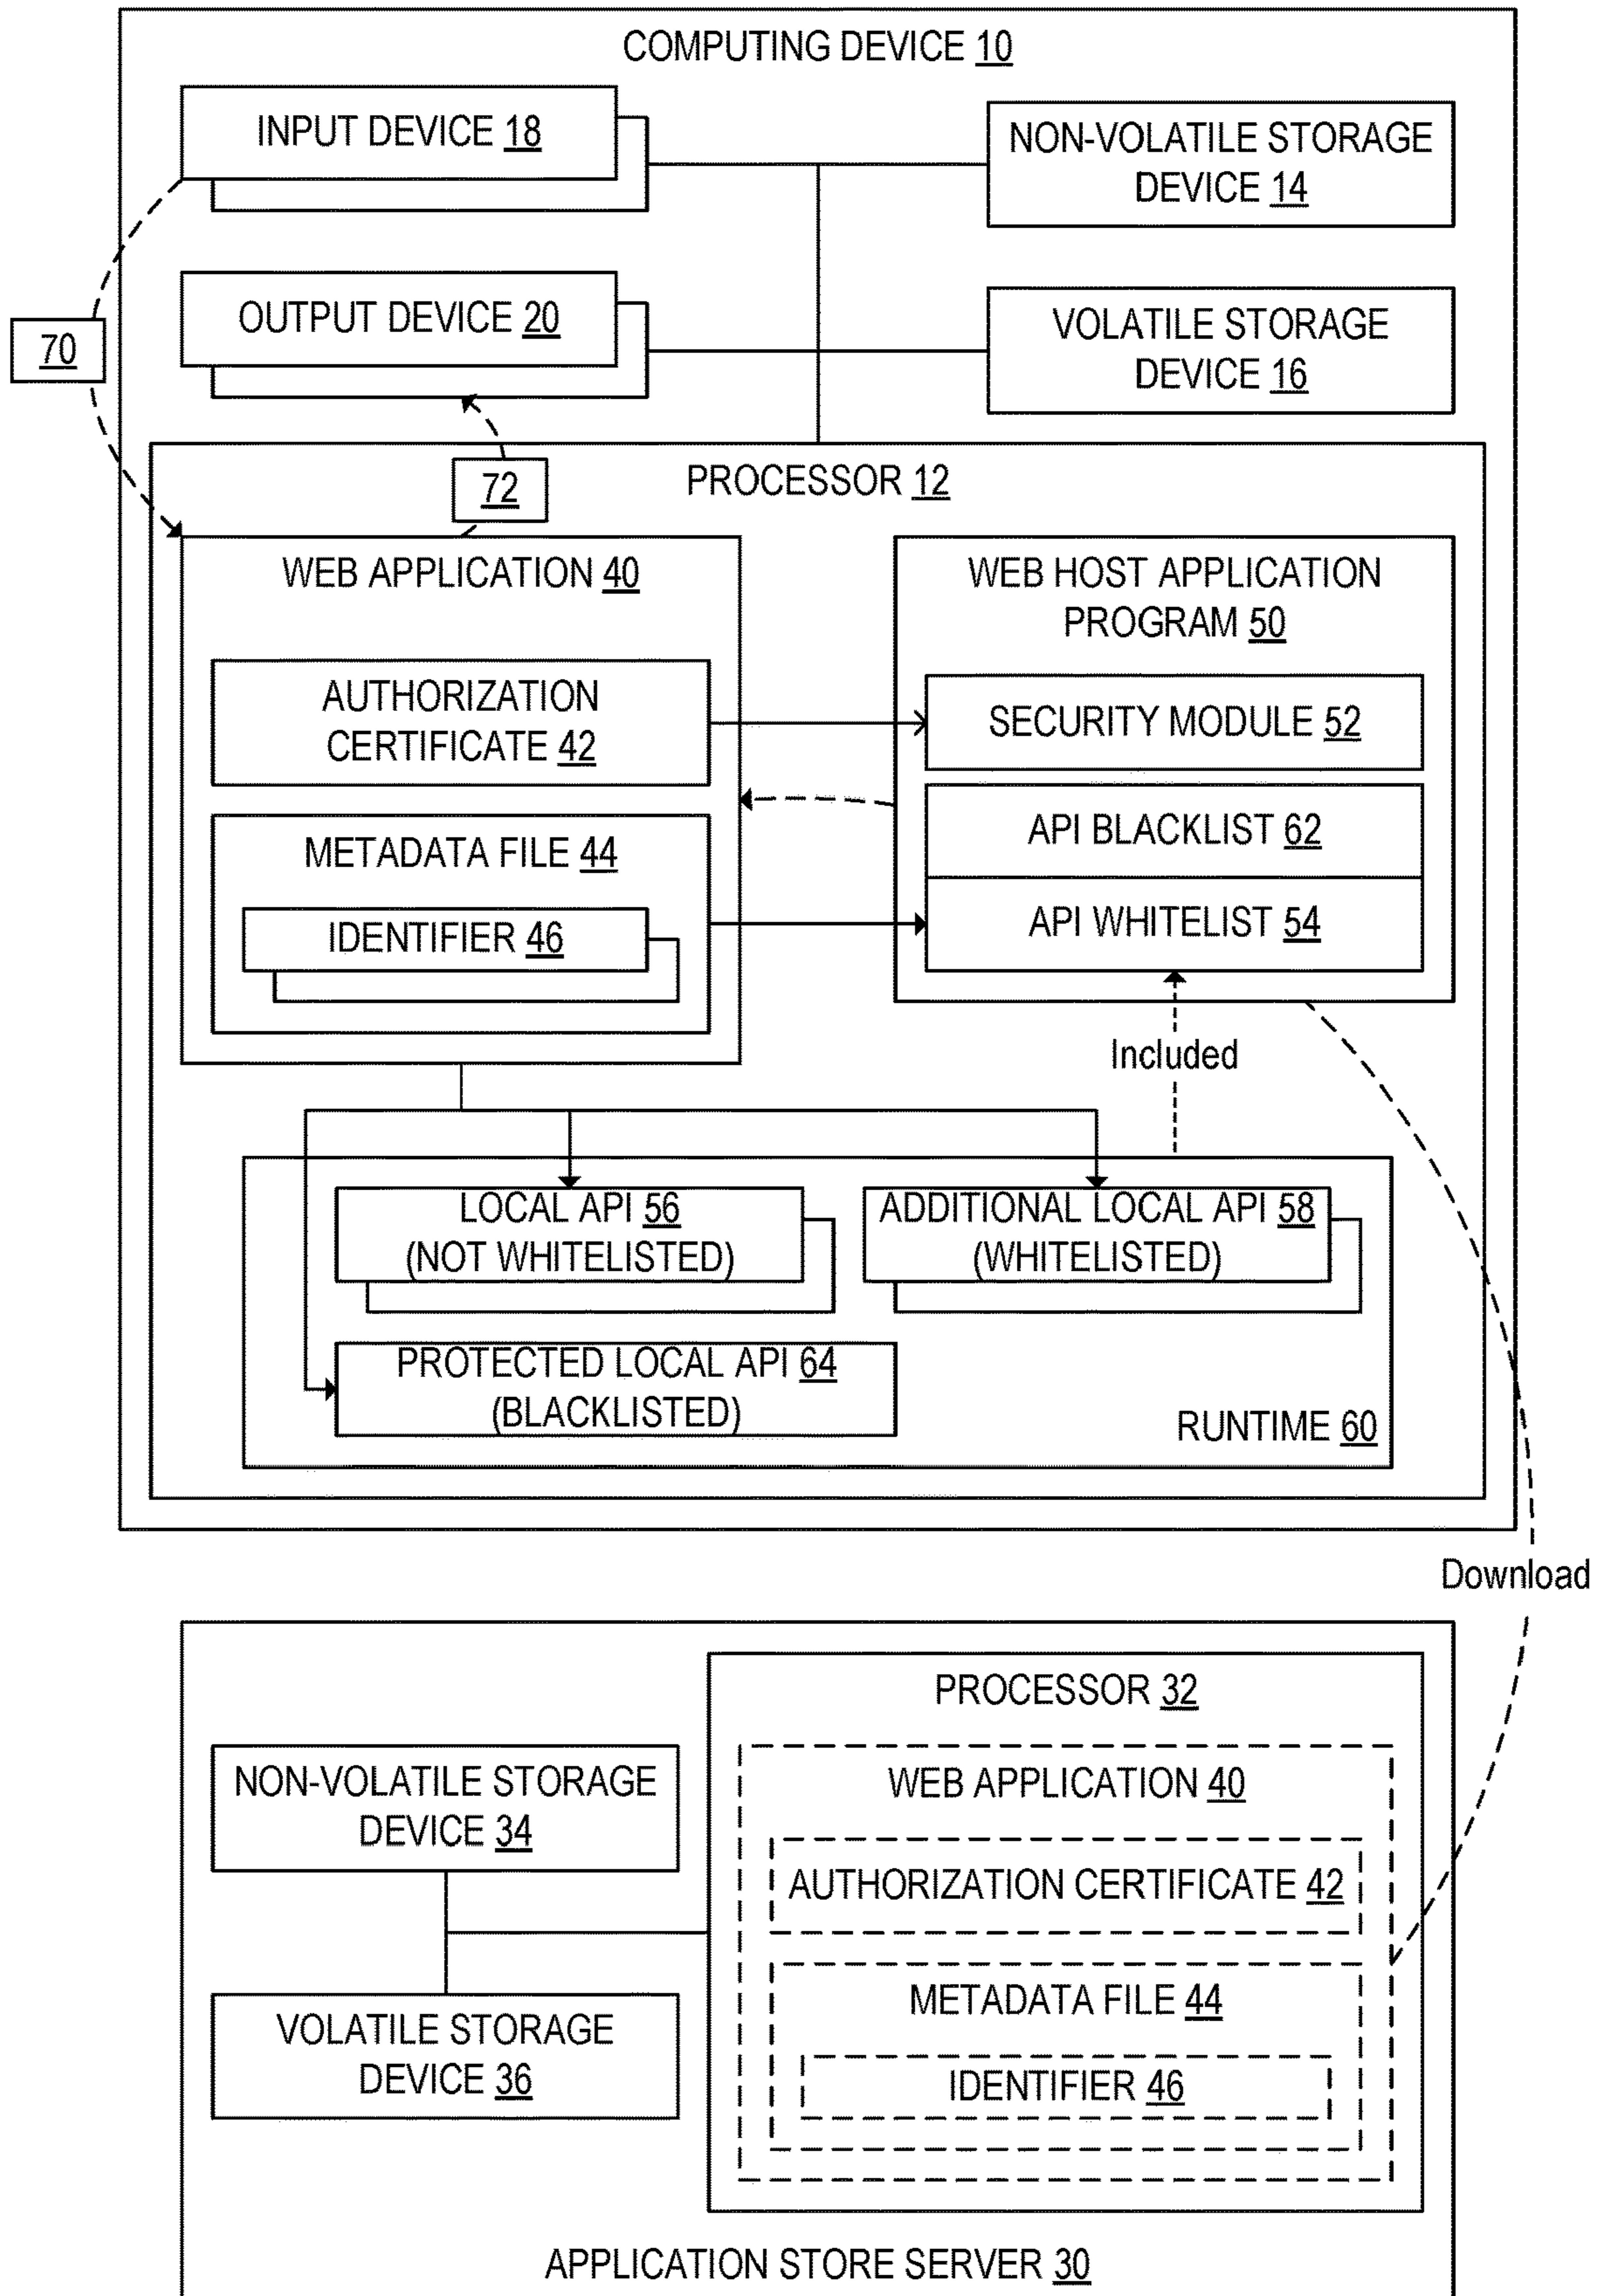 COMPUTING DEVICE 10
INPUT DEVICE 18
NON-VOLATILE STORAGE
DEVICE 14
OUTPUT DEVICE 20
VOLATILE STORAGE
DEVICE 16
70
72
PROCESSOR 12
WEB APPLICATION 40
AUTHORIZATION
CERTIFICATE 42
METADATA FILE 44
IDENTIFIER 46
WEB HOST APPLICATION
PROGRAM 50
SECURITY MODULE 52
API BLACKLIST 62
API WHITELIST 54
Included
LOCAL API 56
(NOT WHITELISTED)
ADDITIONAL LOCAL API 58
(WHITELISTED)
PROTECTED LOCAL API 64
(BLACKLISTED)
RUNTIME 60
Download
PROCESSOR 32
NON-VOLATILE STORAGE
DEVICE 34
VOLATILE STORAGE
DEVICE 36
WEB APPLICATION 40
AUTHORIZATION CERTIFICATE 42
METADATA FILE 44
IDENTIFIER 46
APPLICATION STORE SERVER 30